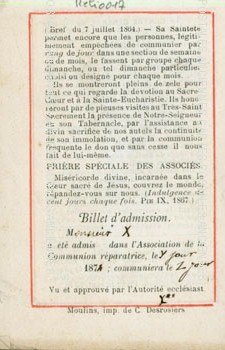 (Bref du 7 juillet 1864.) — Sa Sainteté
permet encore que les personnes, légiti-
mement empêchées de communier par
rang de jour dans une section de semaine
ou de mois, le fassent par groupe chaque
dimanche, ou tel dimanche particulier
choisi ou désigné pour chaque mois.
Ils se montreront pleins de zèle pour
tout ce qui regarde la dévotion au Sacré-
Cœur et à la Sainte-Eucharistie. Ils hono-
reront par de pieuses visites au Très-Saint
Sacrement la présence de Notre-Seigneur
en son Tabernacle, par l'assistance au
divin sacrifice de nos autels la continuité
de son immolation, et par la communion
fréquente le don que sans cesse il nous
fait de lui-même.
PRIÈRE SPÉCIALE DES ASSOCIÉS.
Miséricorde divine, incarnée dans le
Cœur sacré de Jésus, couvrez le monde,
répandez-vous sur nous. (Indulgence de
cent jours chaque fois. PIE IX, 1867.)
Billet d'admission.
Monsieur X
a été admis dans l'Association de la
Communion réparatrice, le X jour
187 ; communiera le 2 jour
Vu et approuvé par l'Autorité ecclésiast
Moulins, imp. de C. Desrosiers